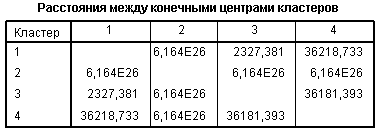 Расстояния между конечными центрами кластеров
Кластер 1 2 3 4
1 6,164E26 2327,381 36218,733
2 6,164E26 6,164E26 6,164E26
3 2327,381 6,164E26 36181,393
4 36218,733 6,164E26 36181,393